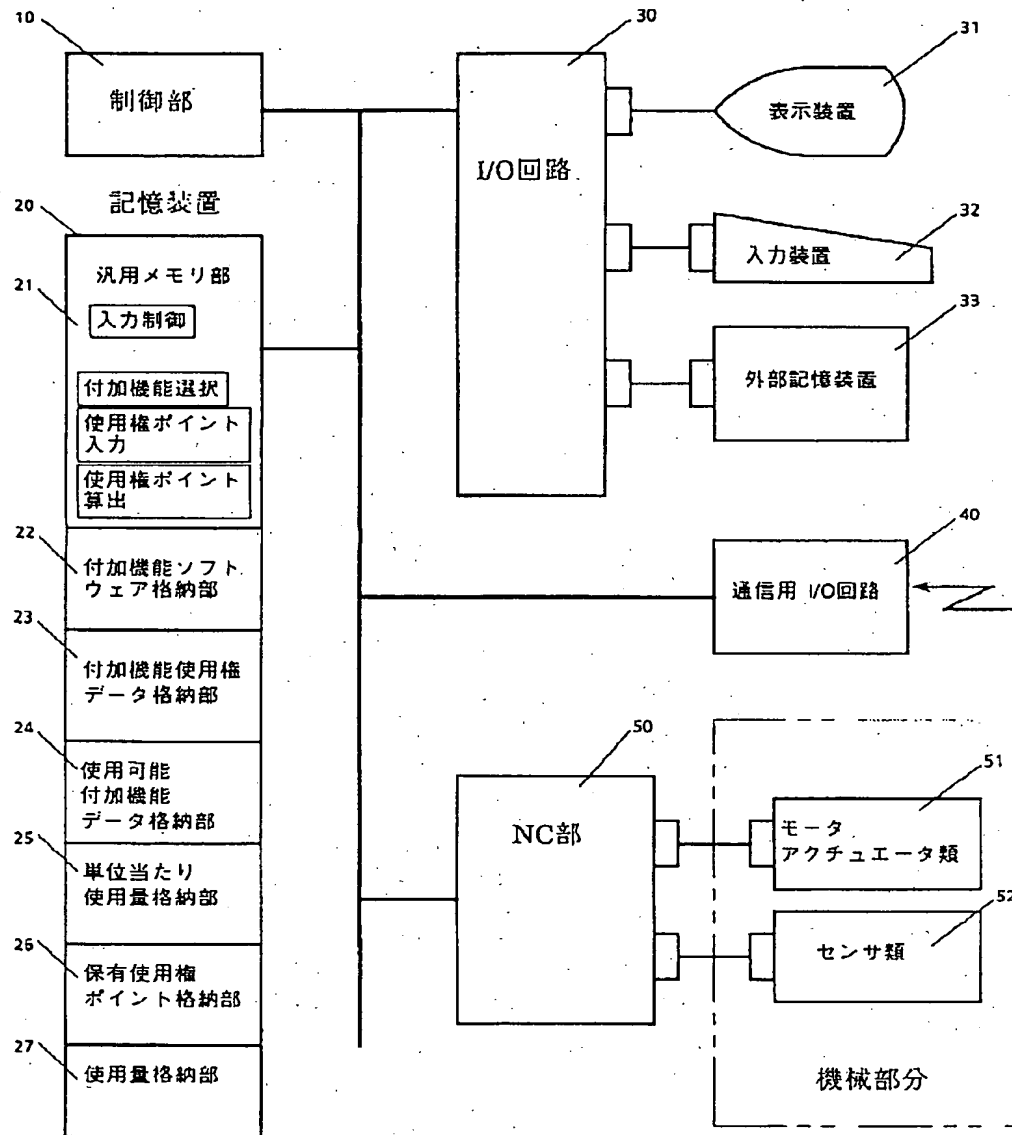 10
制御部
記憶装置
20
汎用メモリ部
21
入力制御
付加機能選択
使用権ポイント
入力
使用権ポイント
算出
22
付加機能ソフト
ウェア格納部
23
付加機能使用権
データ格納部
24
使用可能
付加機能
データ格納部
25
単位当たり
使用量格納部
26
保有使用権
ポイント格納部
27
使用量格納部
30
I/O回路
31
表示装置
32
入力装置
33
外部記憶装置
40
通信用 I/O回路
50
NC部
51
モータ
アクチュエータ類
52
センサ類
機械部分